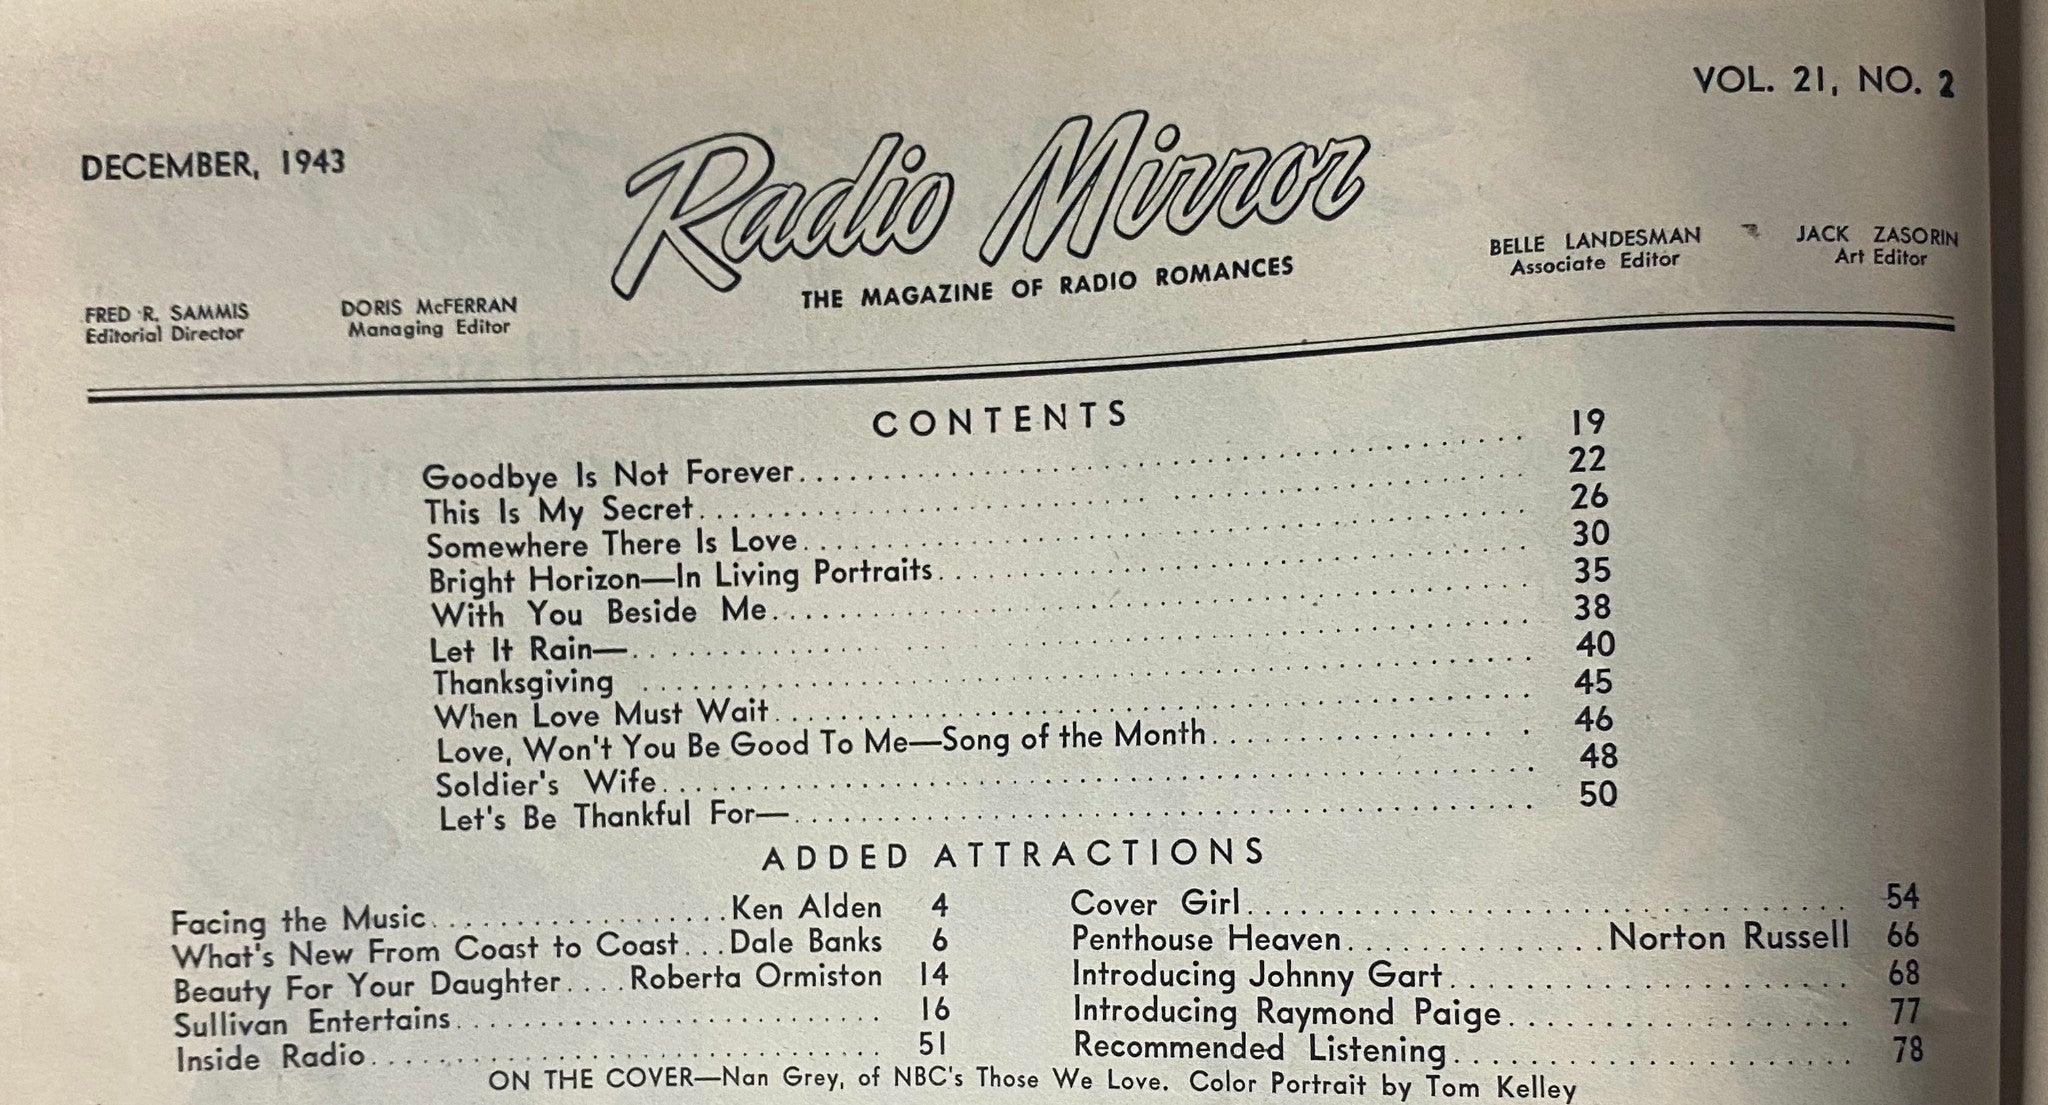 VOL. 21, NO. 2
DECEMBER, 1943
Radio Mirror
THE MAGAZINE OF RADIO ROMANCES
FRED R. SAMMIS
Editorial Director
DORIS McFERRAN
Managing Editor
BELLE LANDESMAN
Associate Editor
JACK ZASORIN
Art Editor
CONTENTS
Goodbye Is Not Forever.......... 19
This Is My Secret.......... 22
Somewhere There Is Love.......... 26
Bright Horizon—In Living Portraits.......... 30
With You Beside Me.......... 35
Let It Rain—.......... 38
Thanksgiving .......... 40
When Love Must Wait.......... 45
Love, Won't You Be Good To Me—Song of the Month.......... 46
Soldier's Wife.......... 48
Let's Be Thankful For—.......... 50
ADDED ATTRACTIONS
Facing the Music..........Ken Alden 4
What's New From Coast to Coast...Dale Banks 6
Beauty For Your Daughter....Roberta Ormiston 14
Sullivan Entertains.......... 16
Inside Radio.......... 51
Cover Girl.......... 54
Penthouse Heaven..........Norton Russell 66
Introducing Johnny Gart.......... 68
Introducing Raymond Paige.......... 77
Recommended Listening.......... 78
ON THE COVER—Nan Grey, of NBC's Those We Love. Color Portrait by Tom Kelley